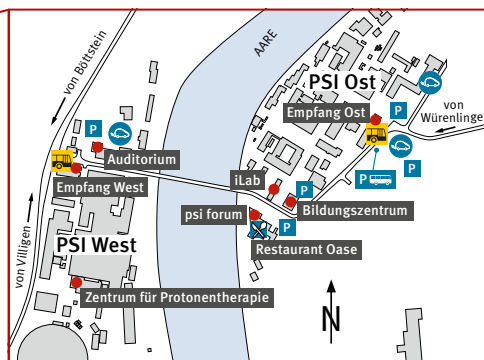 von Böttstein
AARE
PSI Ost
P
Empfang Ost
von
Würenlingen
P
Auditorium
P
P
Empfang West
iLab
P
Bildungszentrum
psi forum
P
PSI West
Restaurant Oase
von Villigen
Zentrum für Protonentherapie
N